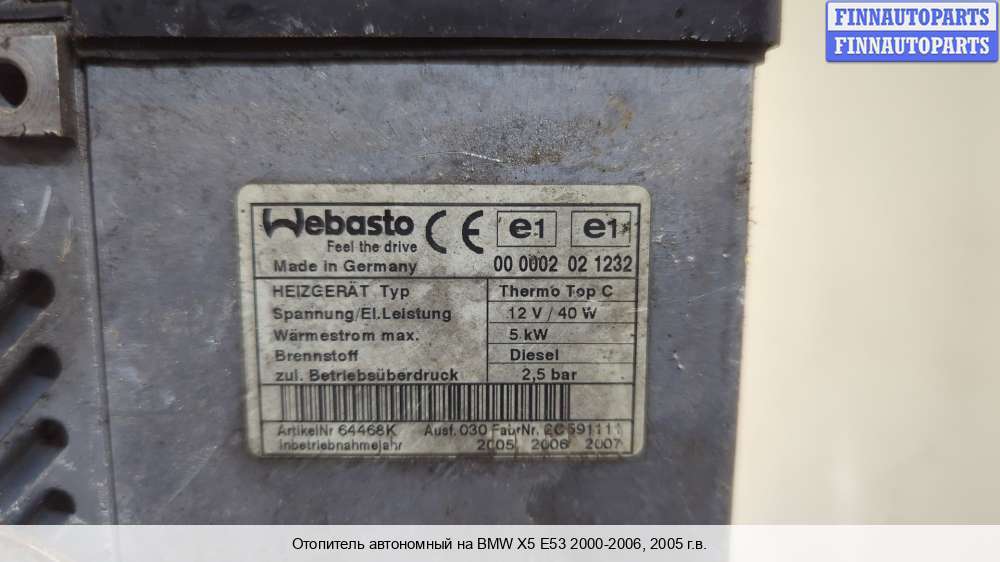 FINNAUTOPARTS
FINNAUTOPARTS
Webasto
Feel the drive
CE e1 e1
Made in Germany 00 0002 02 1232
HEIZGERÄT Typ Thermo Top C
Spannung/El.Leistung 12 V / 40 W
Wärmestrom max. 5 kW
Brennstoff Diesel
zul. Betriebsüberdruck 2,5 bar
ArtikelNr 64468K Ausf. 030 FabrNr.
Inbetriebnahmejahr 2005 2006 2007
Отопитель автономный на BMW X5 E53 2000-2006, 2005 г.в.